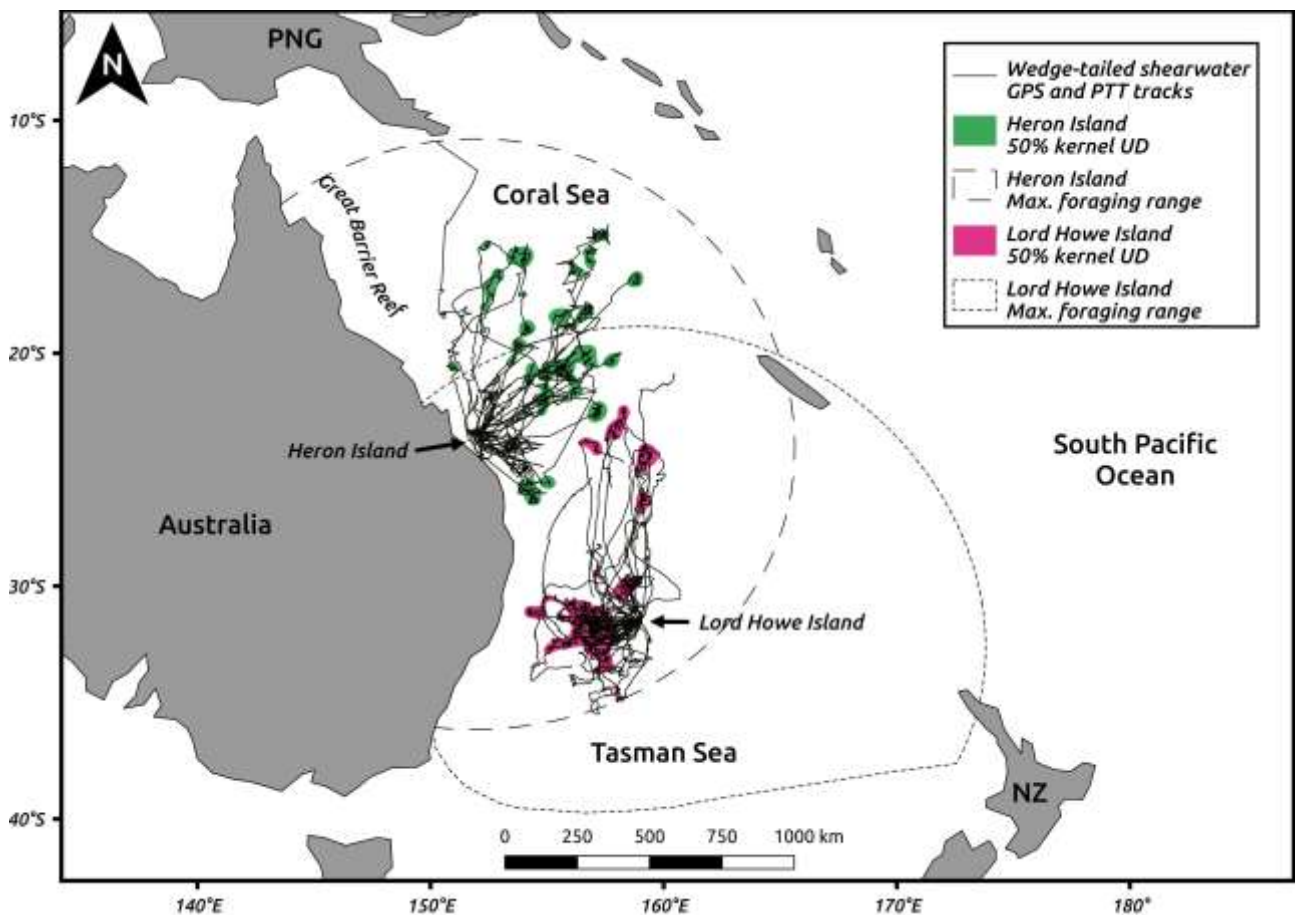 PNG
N
Wedge-tailed shearwater
GPS and PTT tracks
Heron Island
50% kernel UD
Heron Island
Max. foraging range
Lord Howe Island
50% kernel UD
Lord Howe Island
Max. foraging range
10°S
Coral Sea
Great Barrier Reef
20°S
Heron Island
South Pacific
Ocean
Australia
30°S
Lord Howe Island
Tasman Sea
NZ
40°S
0 250 500 750 1000 km
140°E 150°E 160°E 170°E 180°